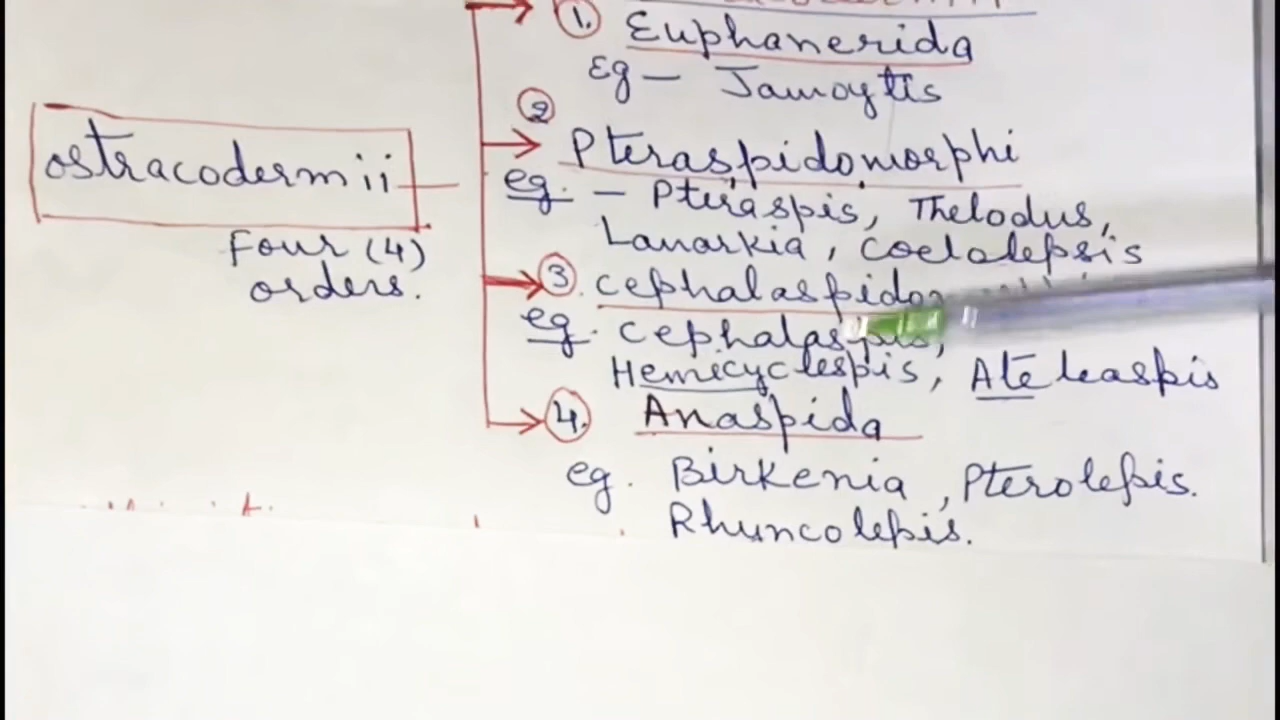 1. Euphanerida
Eg — Jamoytis
ostracodermii
Four (4)
orders.
2
Pteraspidomorphi
eg. — Pteraspis, Thelodus,
Lanarkia, Coelolepsis
3. Cephalaspido
eg. Cephalaspis,
Hemicyclespis, Ateleaspis
4. Anaspida
eg. Birkenia, Pterolepis.
Rhyncolepis.